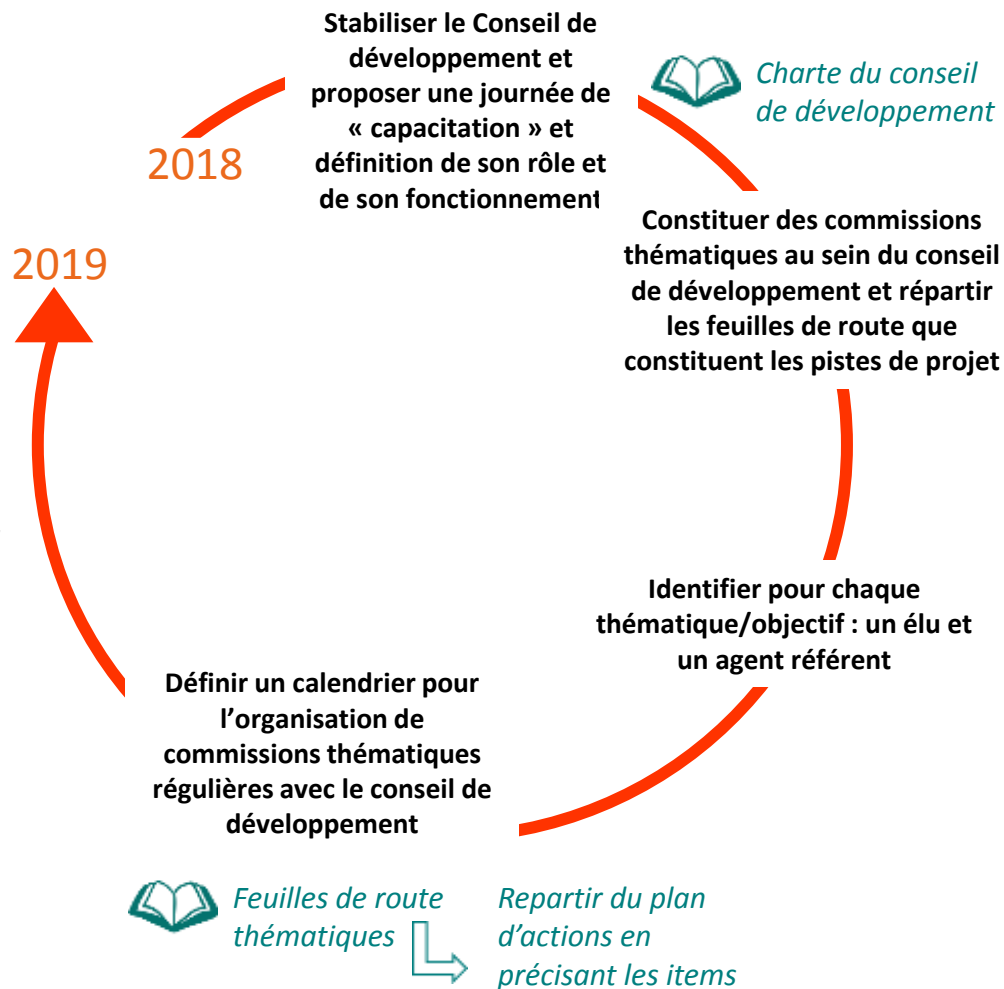 Stabiliser le Conseil de
développement et
proposer une journée de
« capacitation » et
définition de son rôle et
de son fonctionnement
Charte du conseil
de développement
2018
Constituer des commissions
thématiques au sein du conseil
de développement et répartir
les feuilles de route que
constituent les pistes de projet
2019
Identifier pour chaque
thématique/objectif : un élu et
un agent référent
Définir un calendrier pour
l’organisation de
commissions thématiques
régulières avec le conseil de
développement
Feuilles de route
thématiques
Repartir du plan
d’actions en
précisant les items